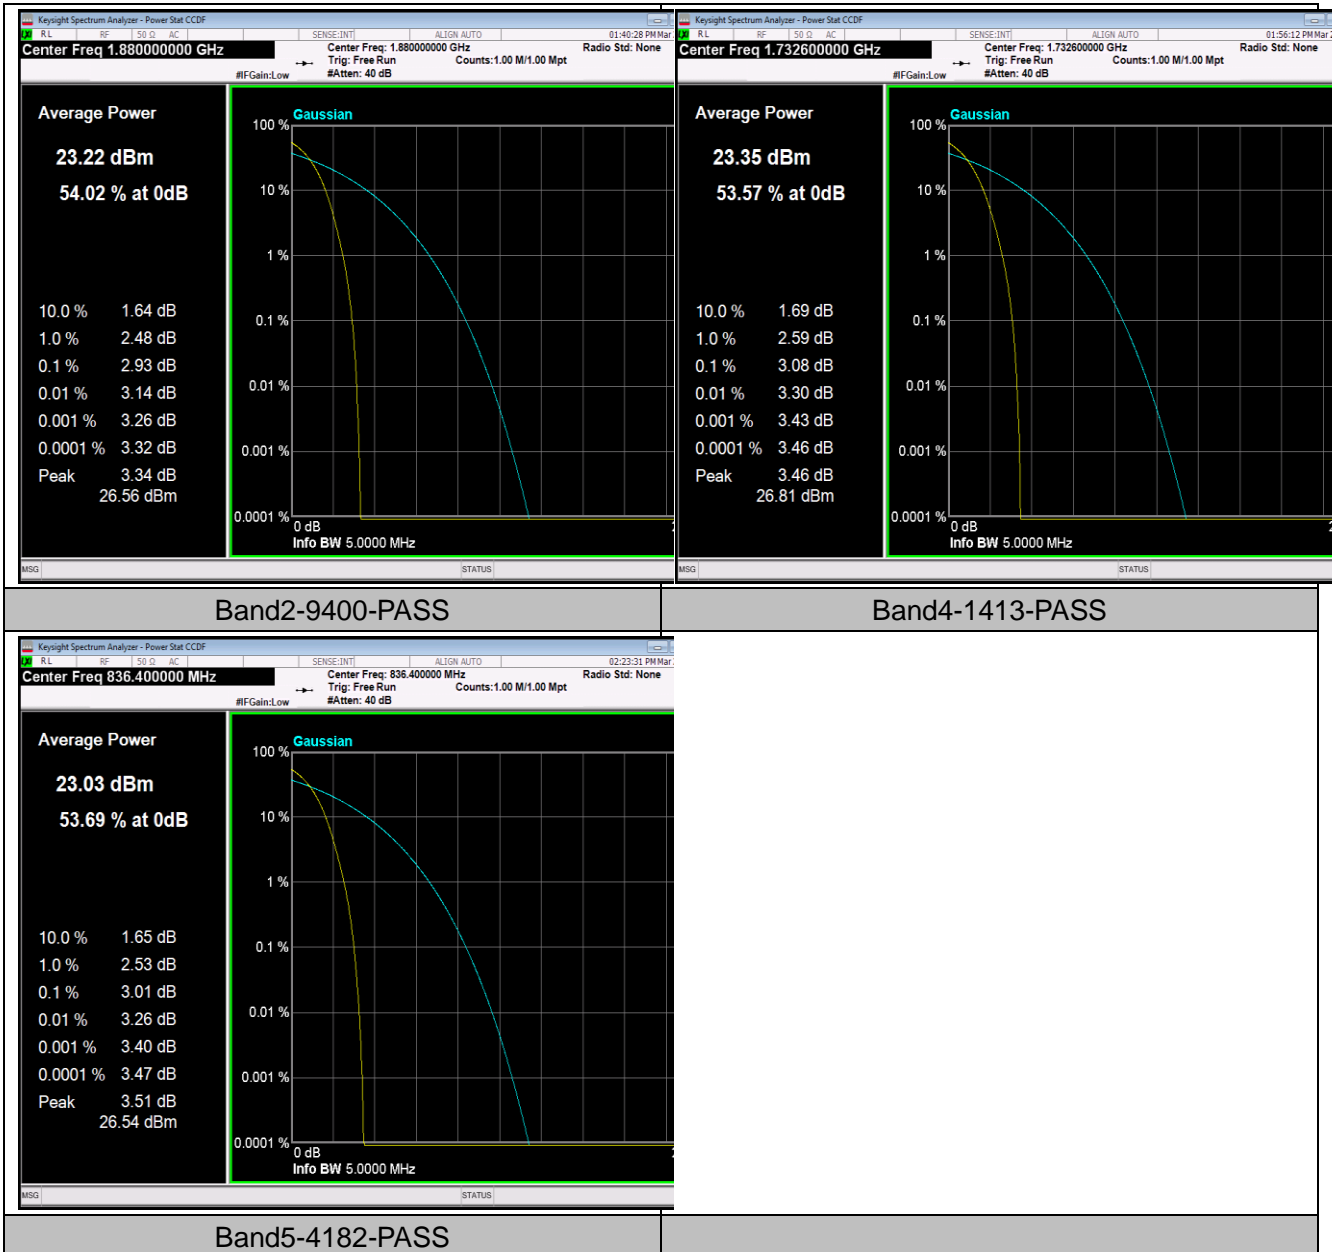 Keysight Spectrum Analyzer - Power Stat CCDF
RL RF 50 Ω AC SENSE:INT ALIGN AUTO 01:40:28 PM Mar
Center Freq 1.880000000 GHz
Center Freq: 1.880000000 GHz Radio Std: None
Trig: Free Run Counts:1.00 M/1.00 Mpt
#IFGain:Low #Atten: 40 dB
Average Power
23.22 dBm
54.02 % at 0dB
10.0 % 1.64 dB
1.0 % 2.48 dB
0.1 % 2.93 dB
0.01 % 3.14 dB
0.001 % 3.26 dB
0.0001 % 3.32 dB
Peak 3.34 dB
26.56 dBm
Gaussian
100 %
10 %
1 %
0.1 %
0.01 %
0.001 %
0.0001 %
0 dB
Info BW 5.0000 MHz
MSG STATUS
Band2-9400-PASS
Keysight Spectrum Analyzer - Power Stat CCDF
RL RF 50 Ω AC SENSE:INT ALIGN AUTO 01:56:12 PM Mar
Center Freq 1.732600000 GHz
Center Freq: 1.732600000 GHz Radio Std: None
Trig: Free Run Counts:1.00 M/1.00 Mpt
#IFGain:Low #Atten: 40 dB
Average Power
23.35 dBm
53.57 % at 0dB
10.0 % 1.69 dB
1.0 % 2.59 dB
0.1 % 3.08 dB
0.01 % 3.30 dB
0.001 % 3.43 dB
0.0001 % 3.46 dB
Peak 3.46 dB
26.81 dBm
Gaussian
100 %
10 %
1 %
0.1 %
0.01 %
0.001 %
0.0001 %
0 dB
Info BW 5.0000 MHz
MSG STATUS
Band4-1413-PASS
Keysight Spectrum Analyzer - Power Stat CCDF
RL RF 50 Ω AC SENSE:INT ALIGN AUTO 02:23:31 PM Mar
Center Freq 836.400000 MHz
Center Freq: 836.400000 MHz Radio Std: None
Trig: Free Run Counts:1.00 M/1.00 Mpt
#IFGain:Low #Atten: 40 dB
Average Power
23.03 dBm
53.69 % at 0dB
10.0 % 1.65 dB
1.0 % 2.53 dB
0.1 % 3.01 dB
0.01 % 3.26 dB
0.001 % 3.40 dB
0.0001 % 3.47 dB
Peak 3.51 dB
26.54 dBm
Gaussian
100 %
10 %
1 %
0.1 %
0.01 %
0.001 %
0.0001 %
0 dB
Info BW 5.0000 MHz
MSG STATUS
Band5-4182-PASS